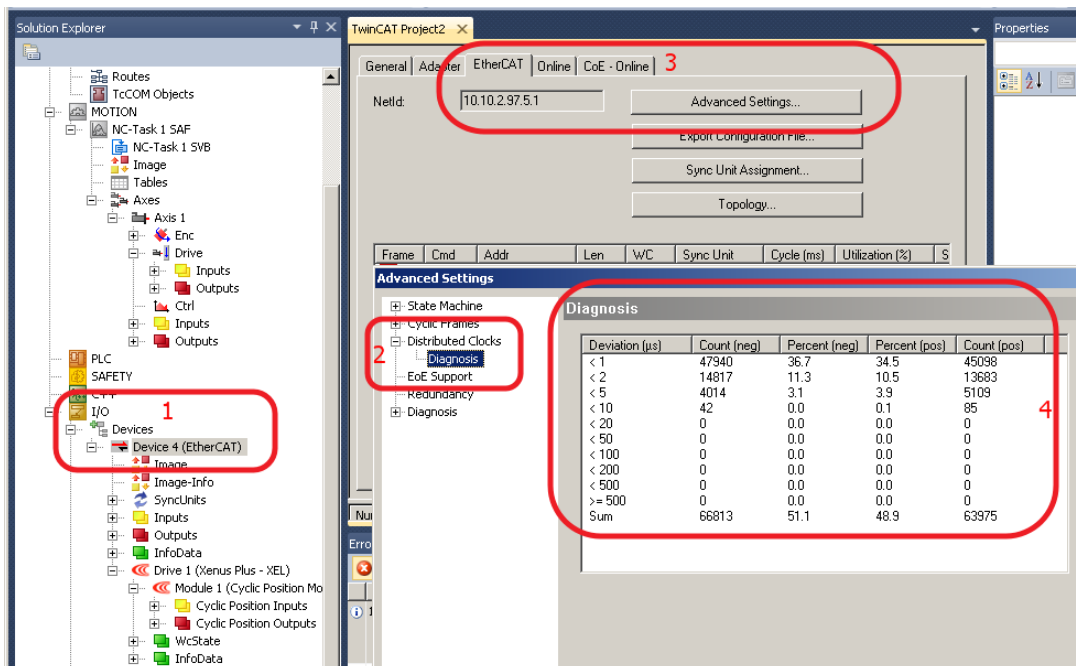 Solution Explorer
Routes
TcCOM Objects
MOTION
NC-Task 1 SAF
NC-Task 1 SVB
Image
Tables
Axes
Axis 1
Enc
Drive
Inputs
Outputs
Ctrl
Inputs
Outputs
PLC
SAFETY
C++
I/O
1
Devices
Device 4 (EtherCAT)
Image
Image-Info
SyncUnits
Inputs
Outputs
InfoData
Drive 1 (Xenus Plus - XEL)
Module 1 (Cyclic Position Mo
Cyclic Position Inputs
Cyclic Position Outputs
WcState
InfoData
TwinCAT Project2
General Adapter EtherCAT Online CoE - Online 3
NetId: 10.10.2.97.5.1 Advanced Settings...
Export Configuration File...
Sync Unit Assignment...
Topology...
Frame Cmd Addr Len WC Sync Unit Cycle (ms) Utilization (%) S
Nu
Erro
Advanced Settings
State Machine
Cyclic Frames
2 Distributed Clocks
Diagnosis
EoE Support
Redundancy
Diagnosis
Diagnosis
Deviation (µs) Count (neg) Percent (neg) Percent (pos) Count (pos)
< 1 47940 36.7 34.5 45098
< 2 14817 11.3 10.5 13683
< 5 4014 3.1 3.9 5109
< 10 42 0.0 0.1 85 4
< 20 0 0.0 0.0 0
< 50 0 0.0 0.0 0
< 100 0 0.0 0.0 0
< 200 0 0.0 0.0 0
< 500 0 0.0 0.0 0
>= 500 0 0.0 0.0 0
Sum 66813 51.1 48.9 63975
Properties